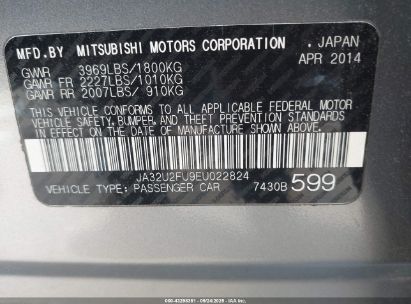 MFD.BY MITSUBISHI MOTORS CORPORATION .JAPAN
GVWR 3969LBS/1800KG APR 2014
GAWR FR 2227LBS/1010KG
GAWR RR 2007LBS/ 910KG
THIS VEHICLE CONFORMS TO ALL APPLICABLE FEDERAL MOTOR
VEHICLE SAFETY, BUMPER, AND THEFT STANDARDS IN EFFECT ON
THE DATE OF MANUFACTURE SHOWN ABOVE.
JA32U2FU9EU022824
VEHICLE TYPE: PASSENGER CAR 7430B 599